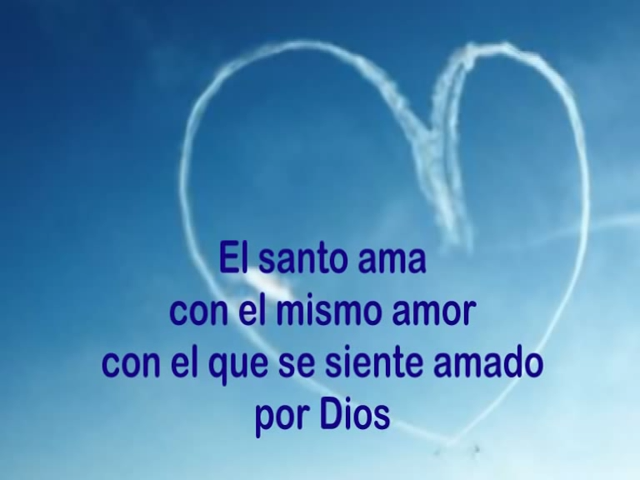 El santo ama
con el mismo amor
con el que se siente amado
por Dios